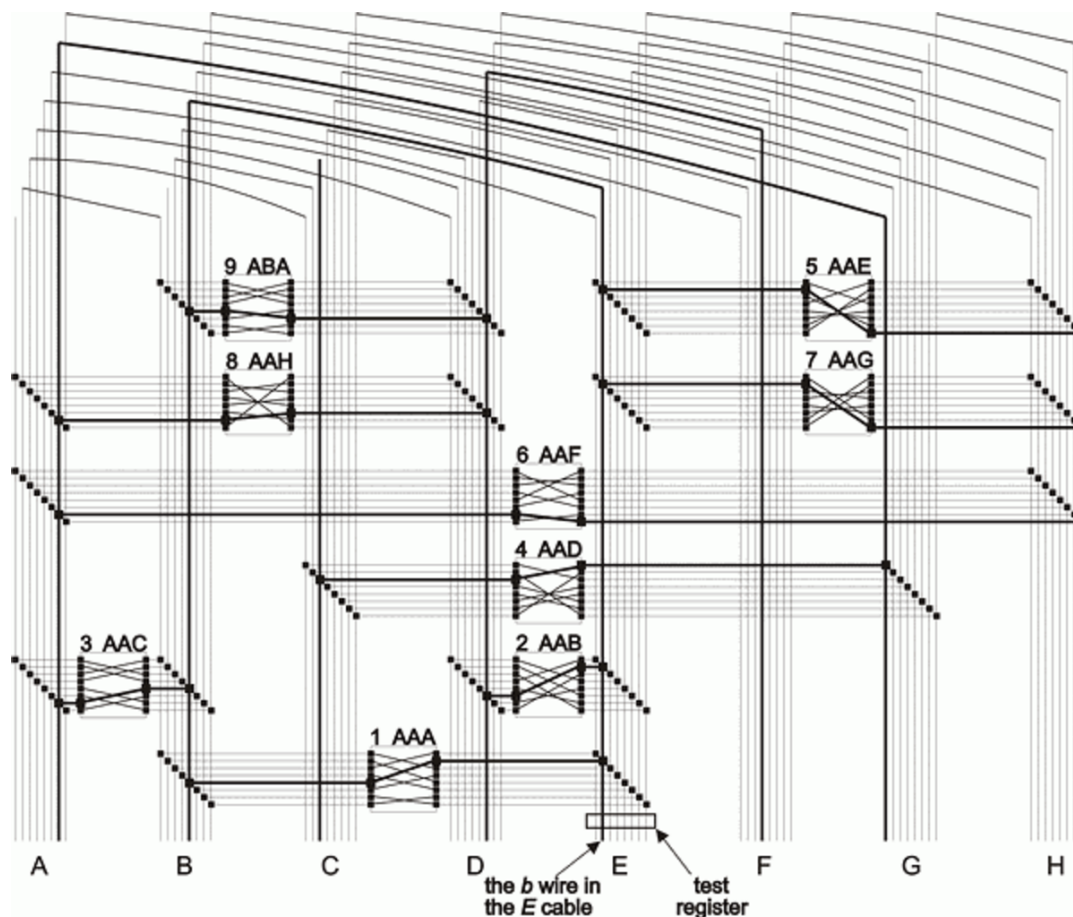 9 ABA
5 AAE
8 AAH
7 AAG
6 AAF
4 AAD
3 AAC
2 AAB
1 AAA
A B C D E F G H
the b wire in
the E cable
test
register